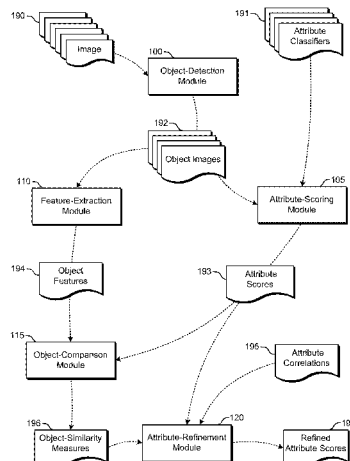 190
Image
191
Attribute
Classifiers
100
Object-Detection
Module
192
Object Images
110
Feature-Extraction
Module
105
Attribute-Scoring
Module
194
Object
Features
193
Attribute
Scores
115
Object-Comparison
Module
195
Attribute
Correlations
196
Object-Similarity
Measures
120
Attribute-Refinement
Module
Refined
Attribute Scores